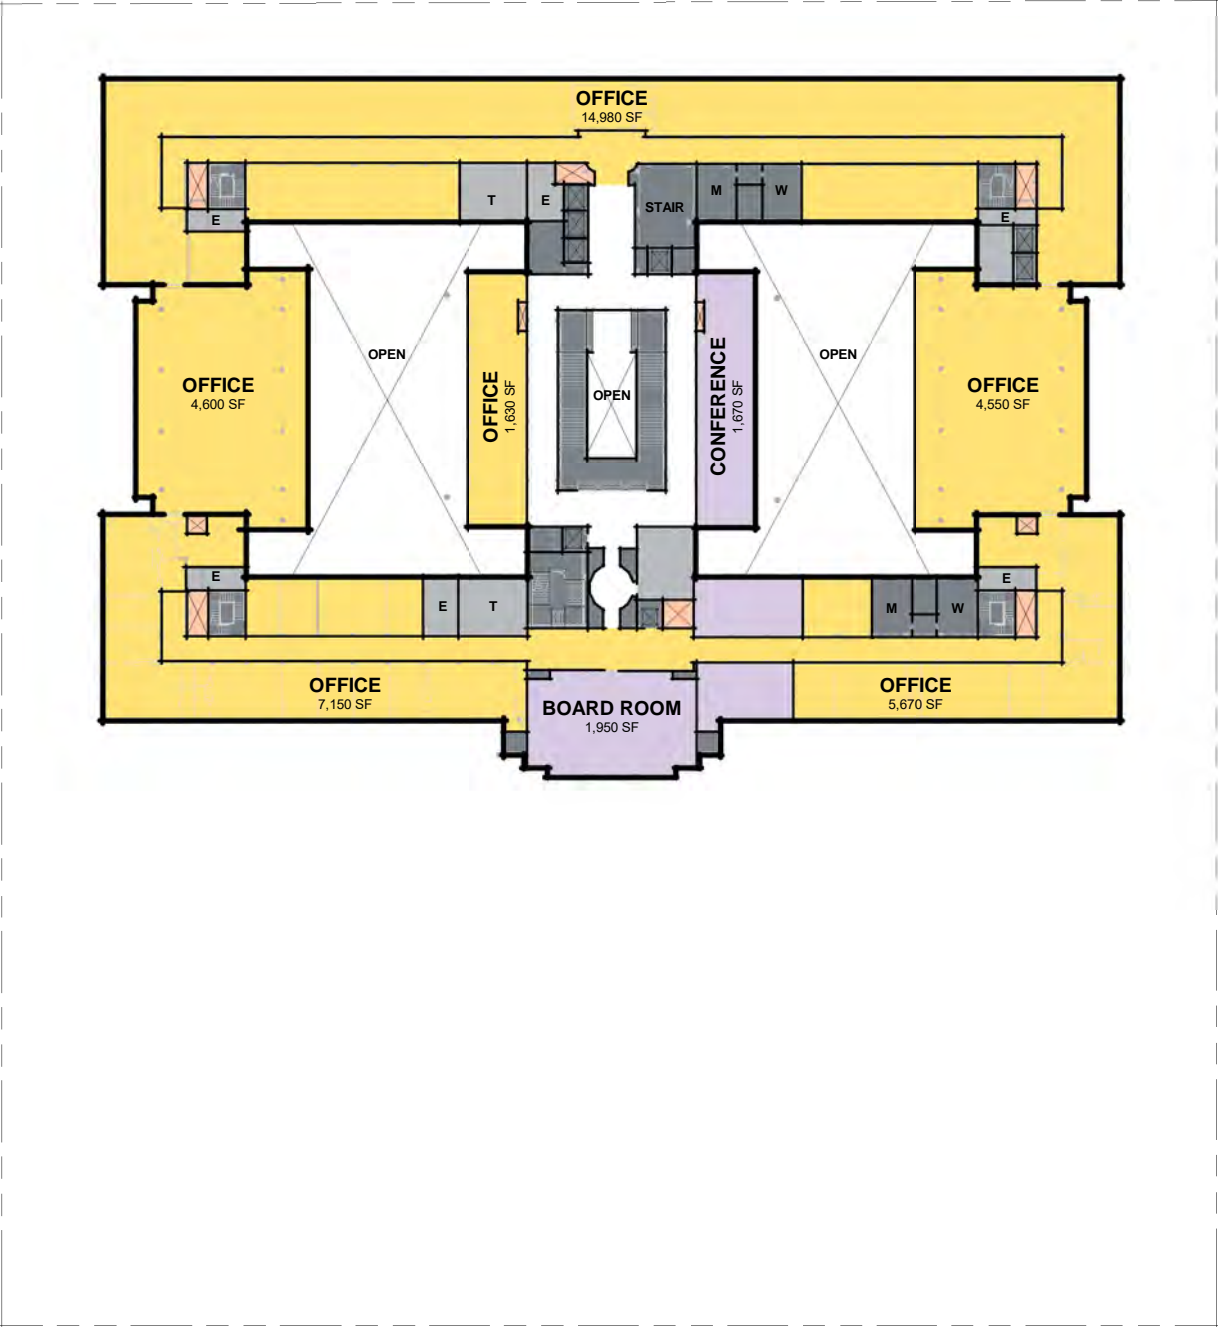 OFFICE
14,980 SF
T
E
STAIR
M
W
E
E
OPEN
OPEN
OFFICE
4,600 SF
OFFICE
1,630 SF
OPEN
CONFERENCE
1,670 SF
OFFICE
4,550 SF
E
E
E
T
M
W
OFFICE
7,150 SF
OFFICE
5,670 SF
BOARD ROOM
1,950 SF